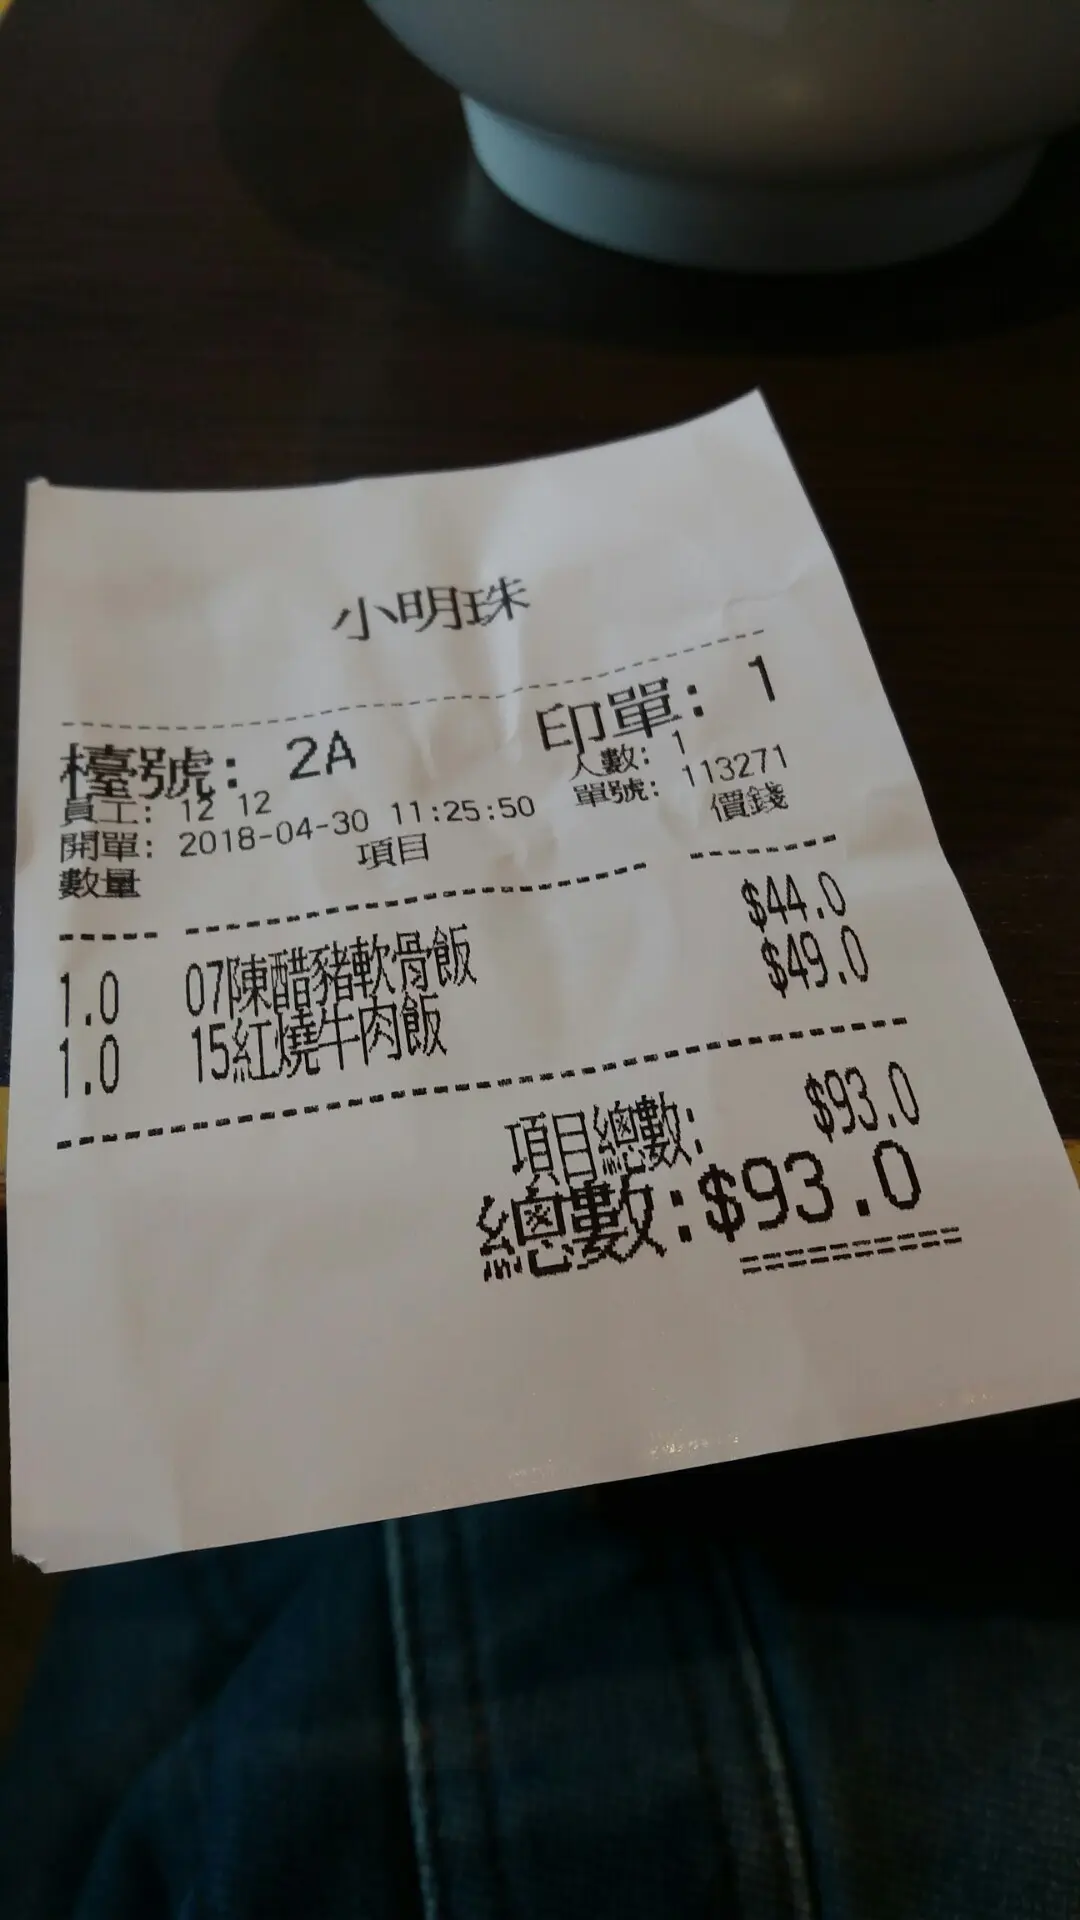 小明珠
檯號: 2A 印單: 1
員工: 12 12 人數: 1
開單: 2018-04-30 11:25:50 單號: 113271
數量 項目 價錢
1.0 07陳醋豬軟骨飯 $44.0
1.0 15紅燒牛肉飯 $49.0
項目總數: $93.0
總數:$93.0